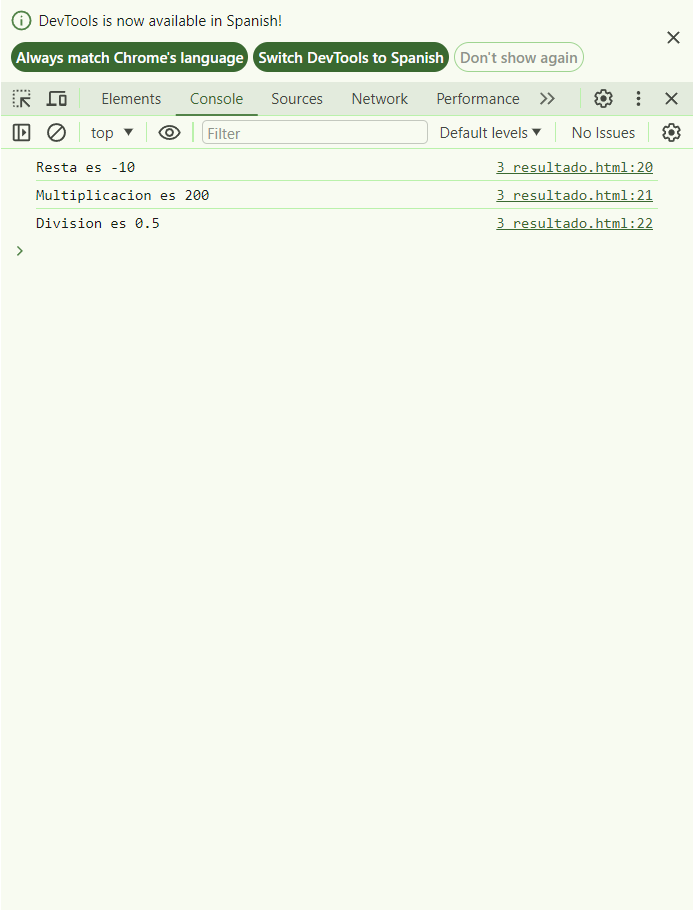 DevTools is now available in Spanish!
Always match Chrome's language Switch DevTools to Spanish Don't show again
Elements Console Sources Network Performance
top Filter Default levels No Issues
Resta es -10 3 resultado.html:20
Multiplicacion es 200 3 resultado.html:21
Division es 0.5 3 resultado.html:22